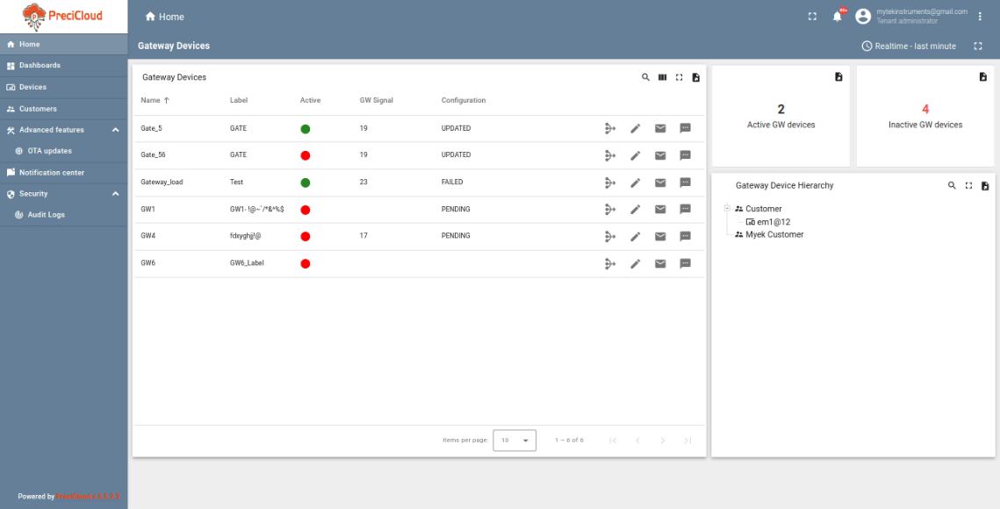 PreciCloud
Home
mytekinstruments@gmail.com
Tenant administrator
99+
Gateway Devices
Realtime - last minute
Home
Dashboards
Devices
Customers
Advanced features
OTA updates
Notification center
Security
Audit Logs
Gateway Devices
Name Label Active GW Signal Configuration
Gate_5 GATE 19 UPDATED
Gate_56 GATE 19 UPDATED
Gateway_load Test 23 FAILED
GW1 GW1- !@~`/*&^%$ PENDING
GW4 17 PENDING
GW6 GW6_Label
Items per page: 10 1 – 6 of 6
2
Active GW devices
4
Inactive GW devices
Gateway Device Hierarchy
Customer
em1@12
Myek Customer
Powered by